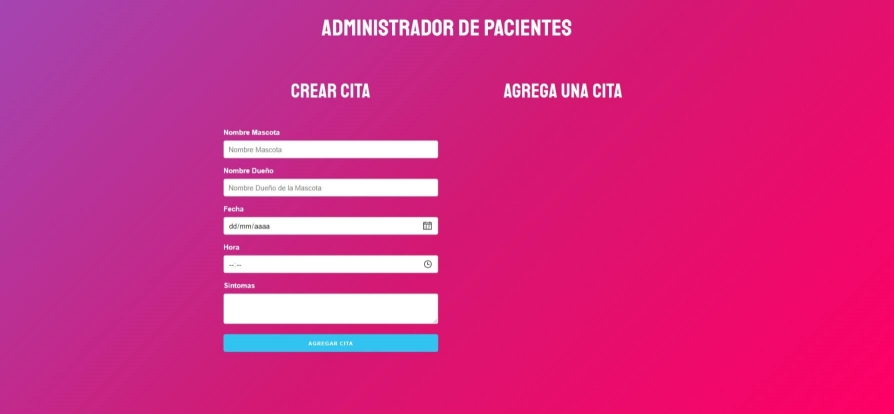 ADMINISTRADOR DE PACIENTES
CREAR CITA
AGREGA UNA CITA
Nombre Mascota
Nombre Mascota
Nombre Dueño
Nombre Dueño de la Mascota
Fecha
dd/mm/aaaa
Hora
--:--
Sintomas
AGREGAR CITA